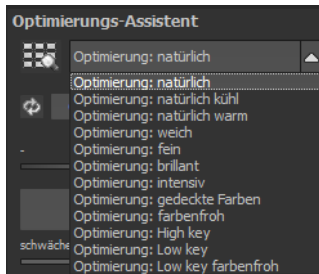 Optimierungs-Assistent
Optimierung: natürlich
Optimierung: natürlich
Optimierung: natürlich kühl
Optimierung: natürlich warm
Optimierung: weich
Optimierung: fein
Optimierung: brillant
Optimierung: intensiv
Optimierung: gedeckte Farben
Optimierung: farbenfroh
Optimierung: High key
Optimierung: Low key
schwäche
Optimierung: Low key farbenfroh